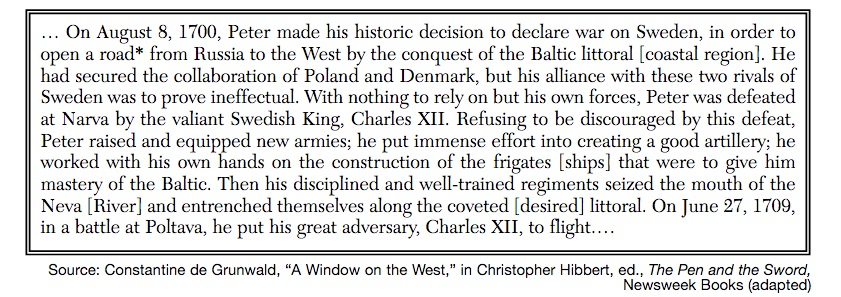 … On August 8, 1700, Peter made his historic decision to declare war on Sweden, in order to
open a road* from Russia to the West by the conquest of the Baltic littoral [coastal region]. He
had secured the collaboration of Poland and Denmark, but his alliance with these two rivals of
Sweden was to prove ineffectual. With nothing to rely on but his own forces, Peter was defeated
at Narva by the valiant Swedish King, Charles XII. Refusing to be discouraged by this defeat,
Peter raised and equipped new armies; he put immense effort into creating a good artillery; he
worked with his own hands on the construction of the frigates [ships] that were to give him
mastery of the Baltic. Then his disciplined and well-trained regiments seized the mouth of the
Neva [River] and entrenched themselves along the coveted [desired] littoral. On June 27, 1709,
in a battle at Poltava, he put his great adversary, Charles XII, to flight….
Source: Constantine de Grunwald, “A Window on the West,” in Christopher Hibbert, ed., The Pen and the Sword,
Newsweek Books (adapted)